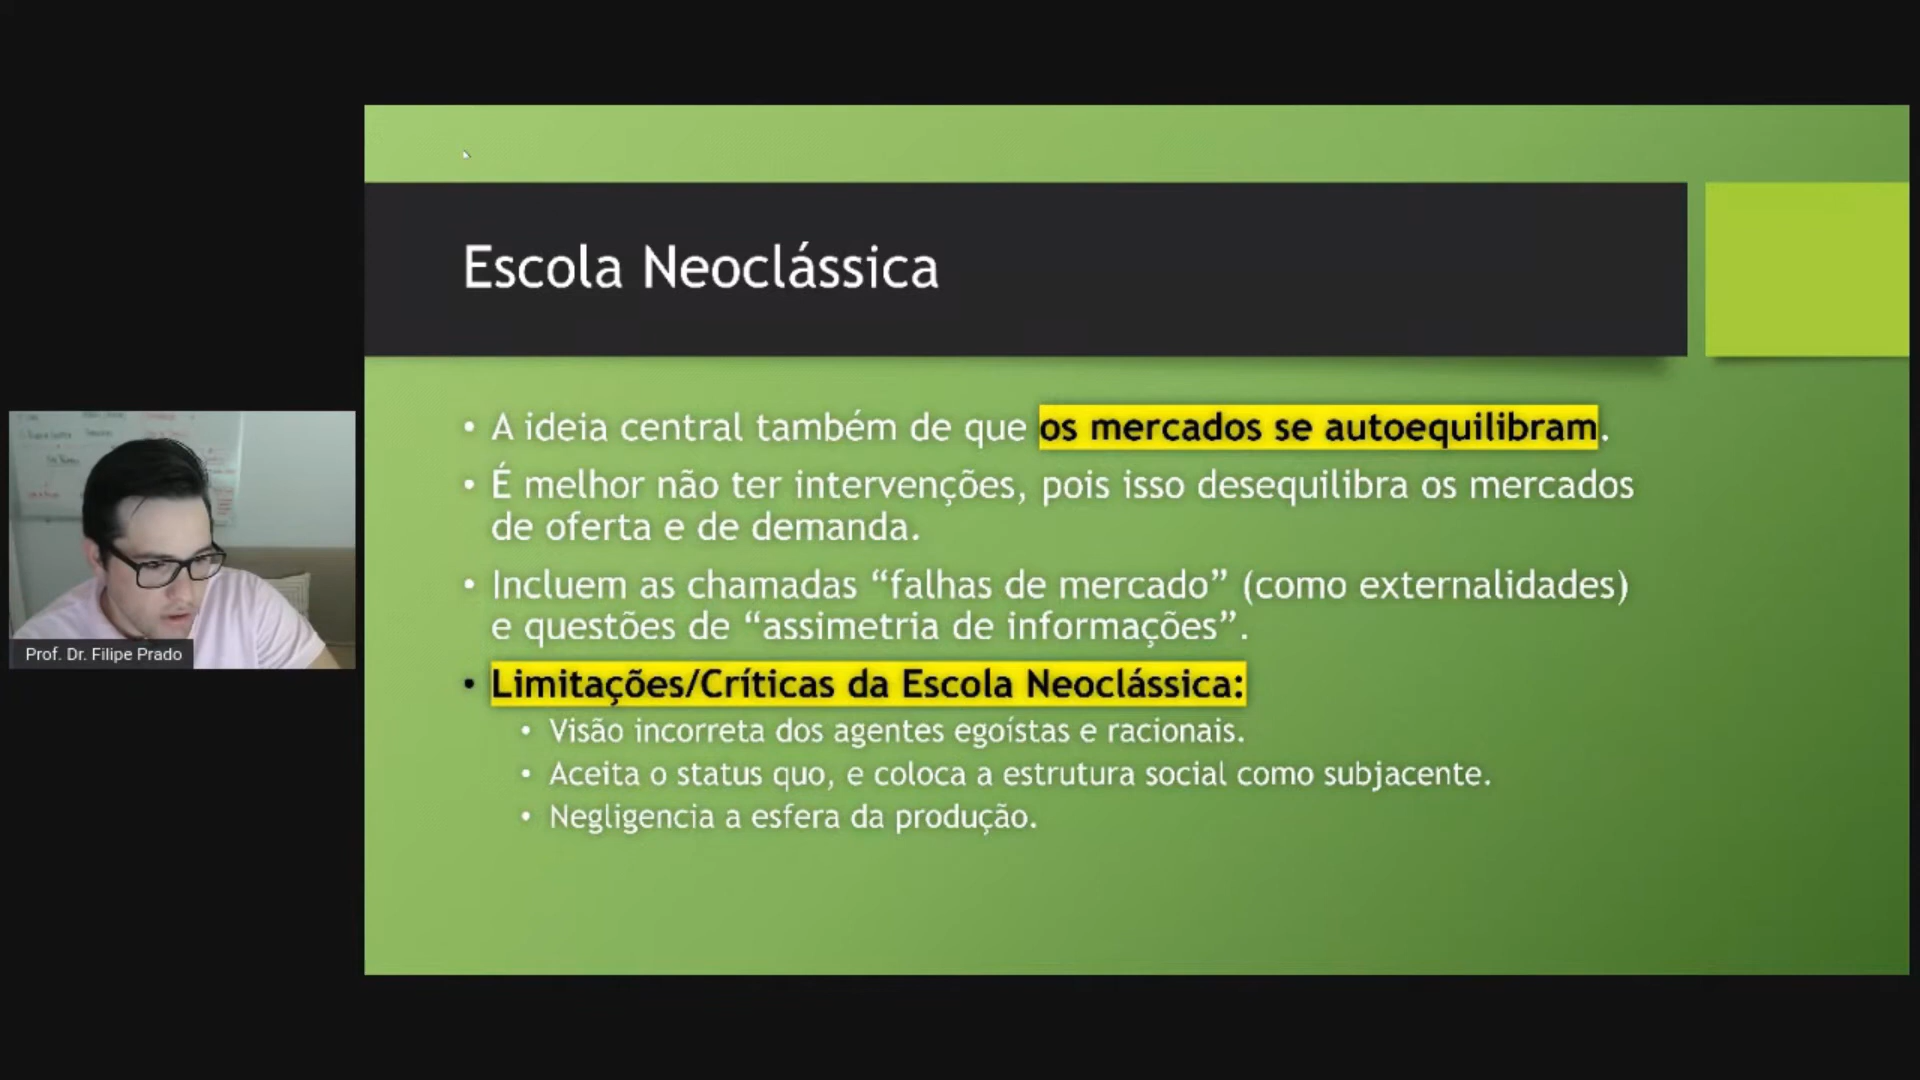 Escola Neoclássica
• A ideia central também de que os mercados se autoequilibram.
• É melhor não ter intervenções, pois isso desequilibra os mercados
de oferta e de demanda.
• Incluem as chamadas “falhas de mercado” (como externalidades)
e questões de “assimetria de informações”.
• Limitações/Críticas da Escola Neoclássica:
• Visão incorreta dos agentes egoístas e racionais.
• Aceita o status quo, e coloca a estrutura social como subjacente.
• Negligencia a esfera da produção.
Prof. Dr. Filipe Prado